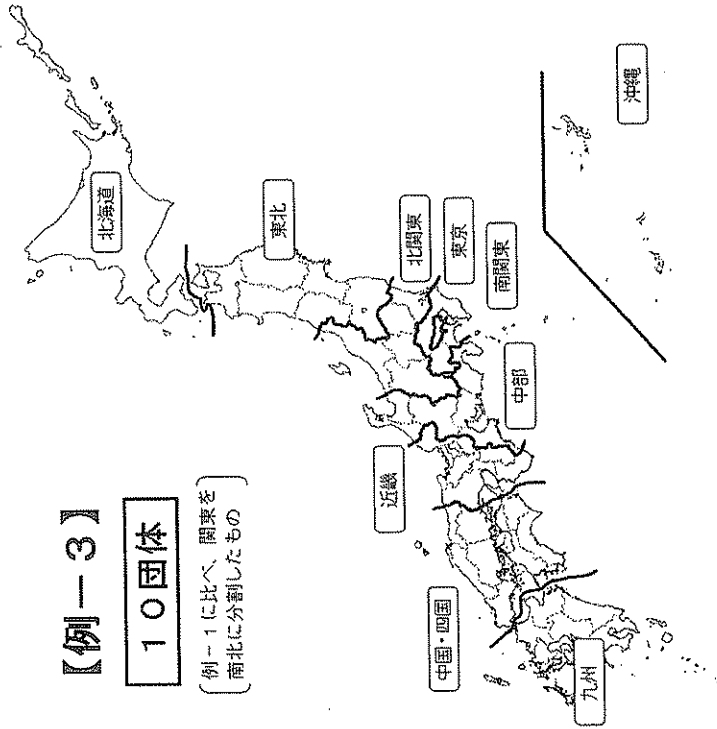 【例－3】
10団体
例－1に比べ、関東を
南北に分割したもの
北海道
東北
北関東
東京
南関東
中部
近畿
中国・四国
九州
沖縄